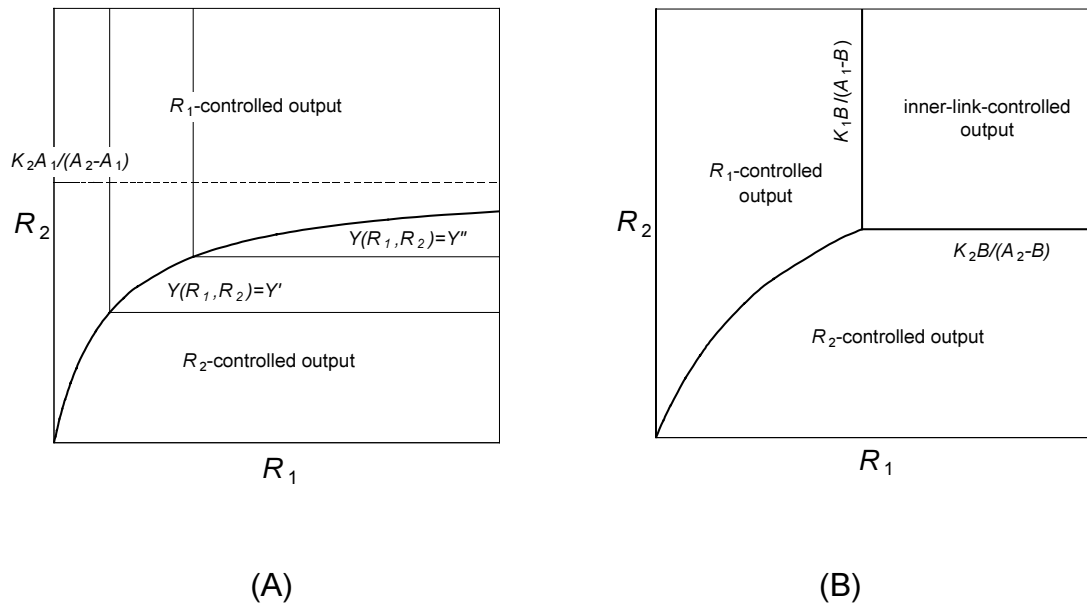 R1-controlled output
K2A1/(A2-A1)
R2
Y(R1,R2)=Y"
Y(R1,R2)=Y'
R2-controlled output
R1
(A)
K1B/(A1-B)
inner-link-controlled
output
R1-controlled
output
R2
K2B/(A2-B)
R2-controlled output
R1
(B)